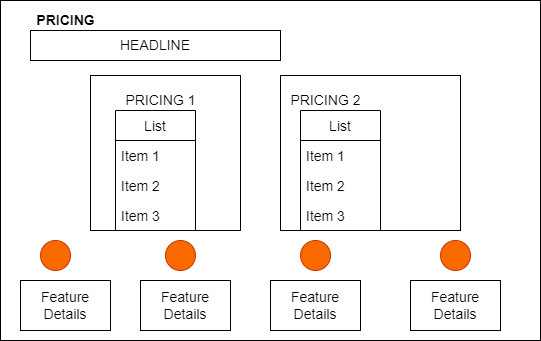 PRICING
HEADLINE
PRICING 1
List
Item 1
Item 2
Item 3
PRICING 2
List
Item 1
Item 2
Item 3
Feature
Details
Feature
Details
Feature
Details
Feature
Details